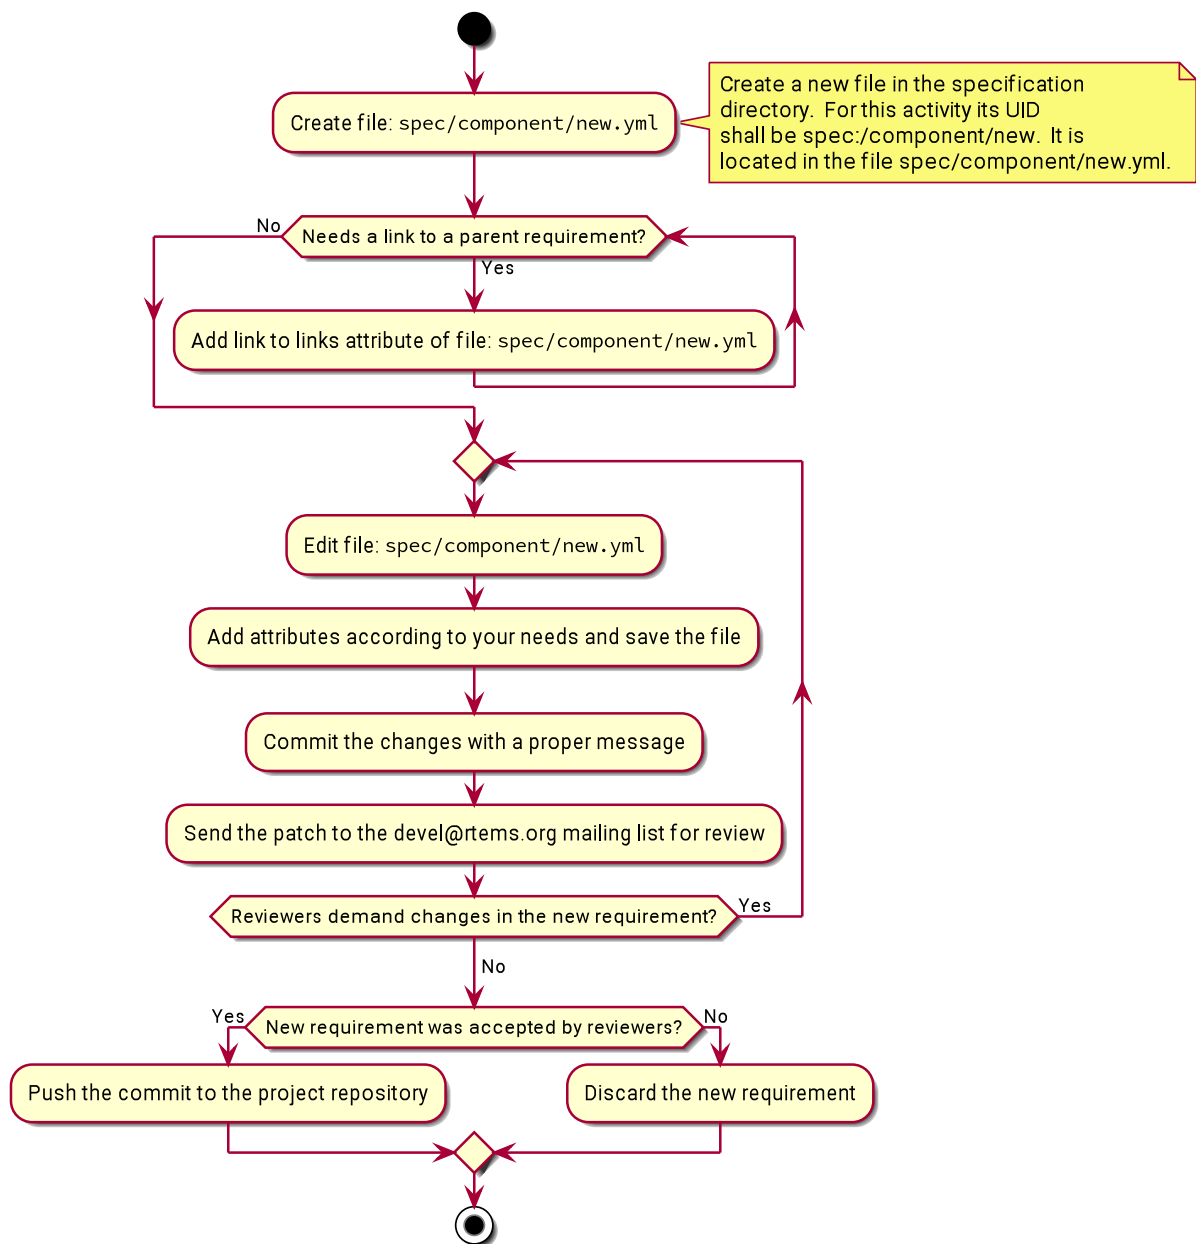 Create file: spec/component/new.yml
Create a new file in the specification
directory.  For this activity its UID
shall be spec:/component/new.  It is
located in the file spec/component/new.yml.
No
Needs a link to a parent requirement?
Yes
Add link to links attribute of file: spec/component/new.yml
Edit file: spec/component/new.yml
Add attributes according to your needs and save the file
Commit the changes with a proper message
Send the patch to the devel@rtems.org mailing list for review
Reviewers demand changes in the new requirement?
Yes
No
Yes
New requirement was accepted by reviewers?
No
Push the commit to the project repository
Discard the new requirement